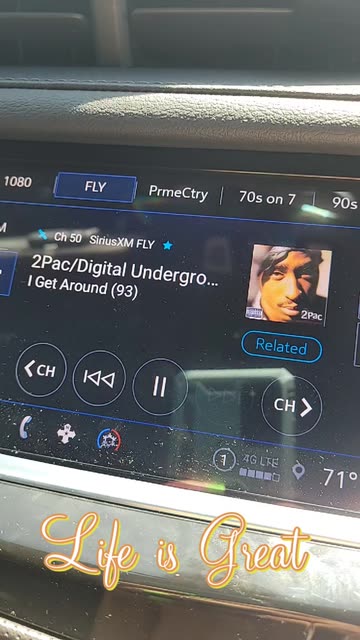 1080 FLY PrmeCtry 70s on 7 90s
M
Ch 50 SiriusXM FLY
2Pac/Digital Undergro...
I Get Around (93)
2Pac
Related
CH
CH
1 4G LTE 71°
Life is Great